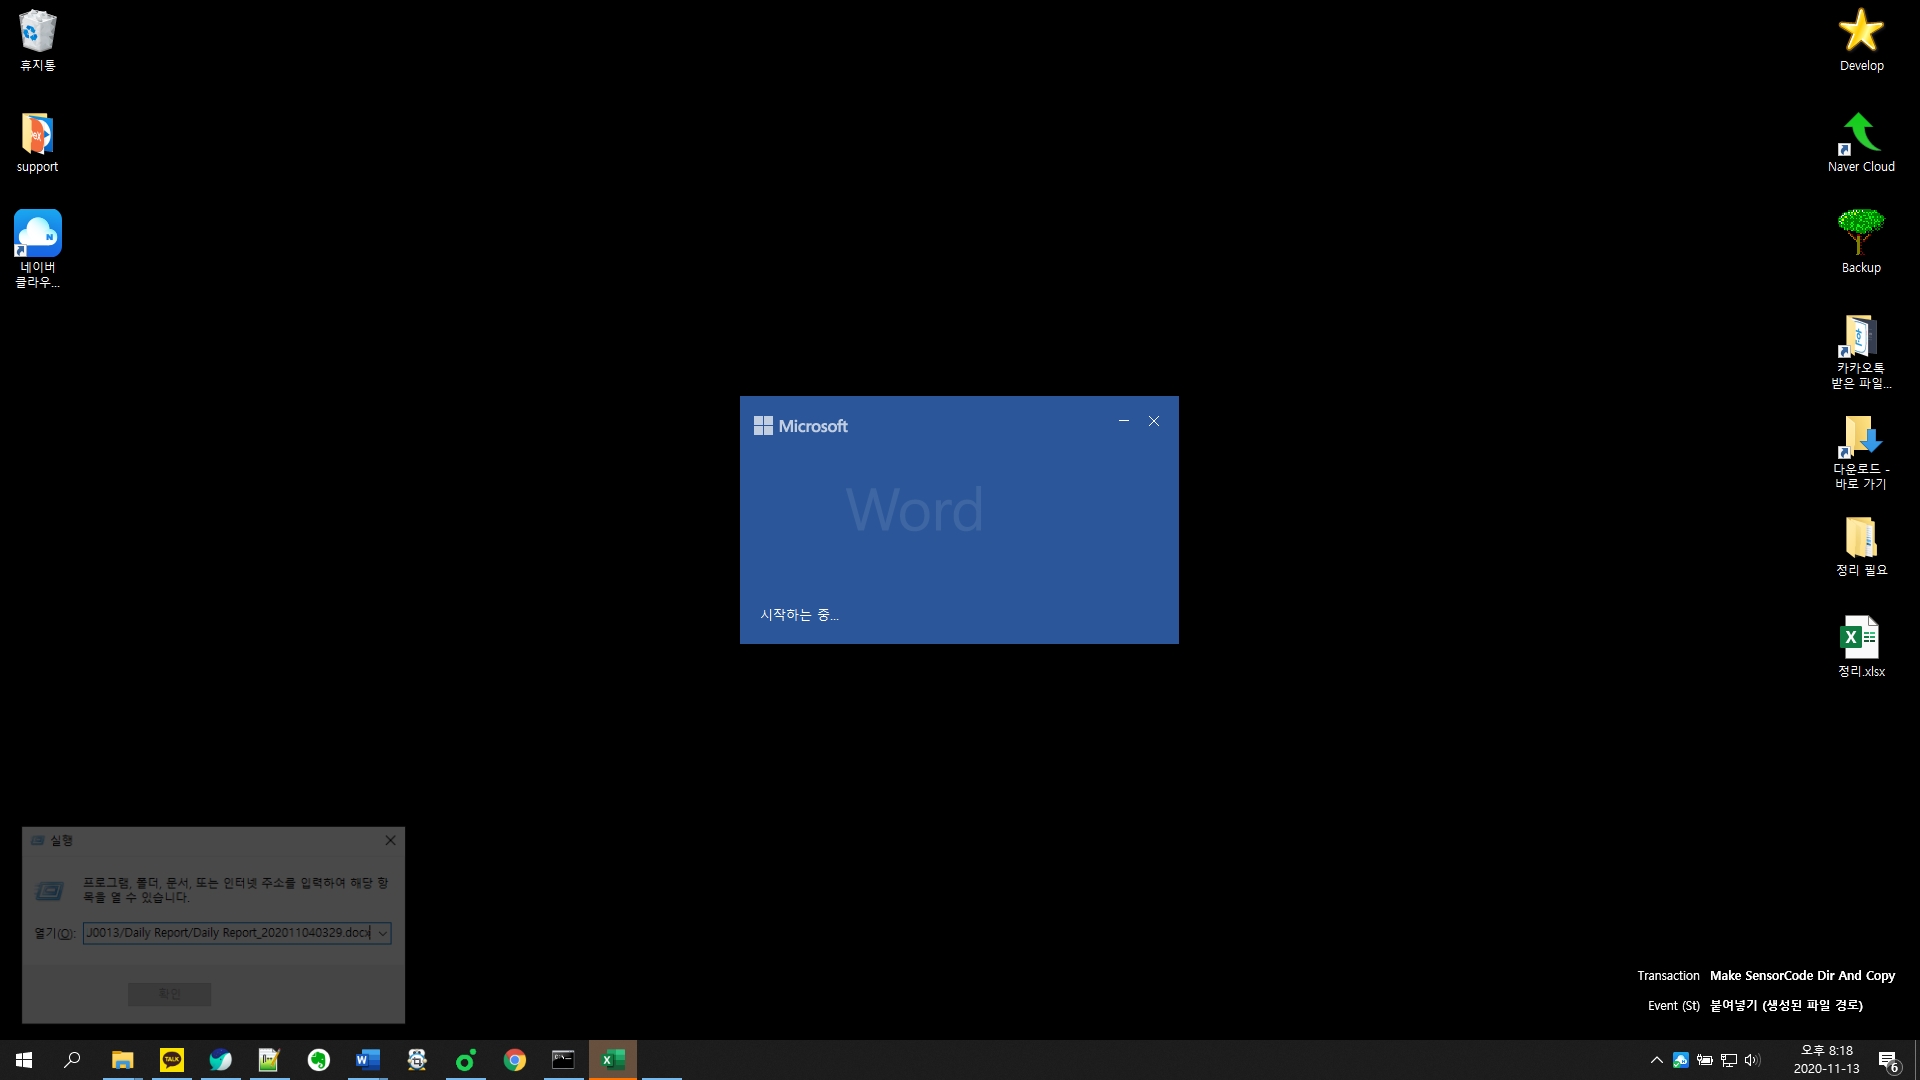 휴지통
support
네이버
클라우...
Develop
Naver Cloud
Backup
카카오톡
받은 파일...
다운로드 -
바로 가기
정리 필요
정리.xlsx
Microsoft
Word
시작하는 중...
실행
프로그램, 폴더, 문서, 또는 인터넷 주소를 입력하여 해당 항
목을 열 수 있습니다.
열기(O): J0013/Daily Report/Daily Report_202011040329.docx
확인
Transaction Make SensorCode Dir And Copy
Event (St) 붙여넣기 (생성된 파일 경로)
TALK
오후 8:18
2020-11-13
6